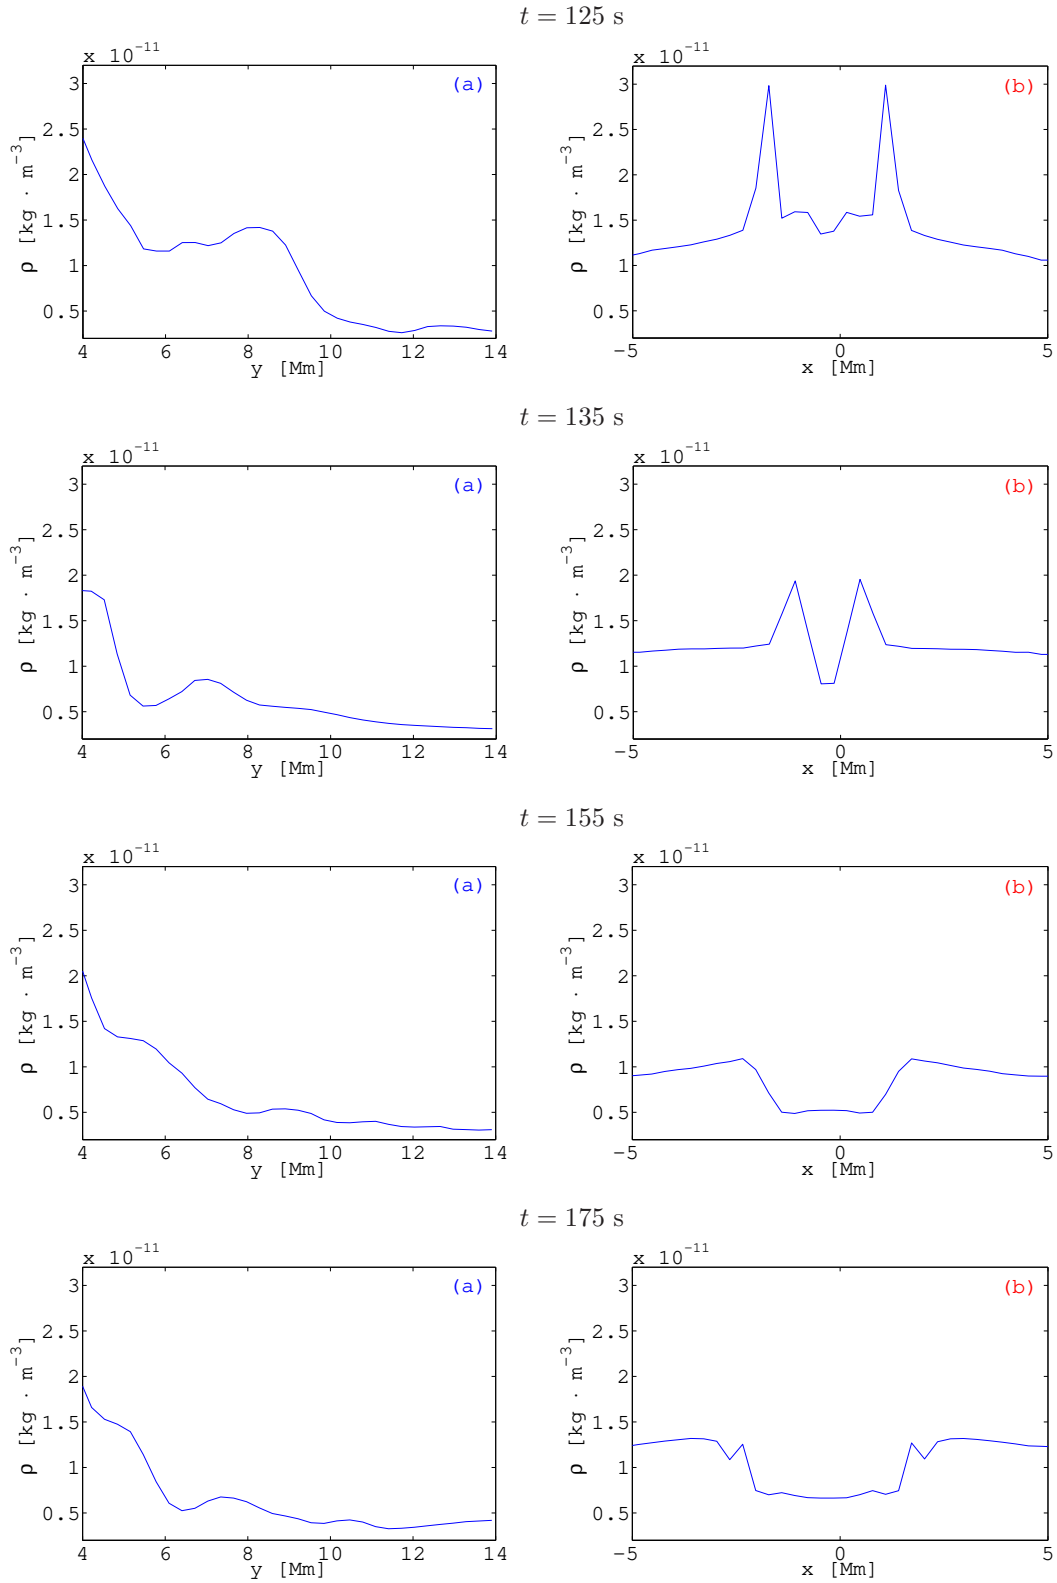 t = 125 s
x 10⁻¹¹
(a)
3
2.5
2
1.5
1
0.5
ρ [kg · m⁻³]
4 6 8 10 12 14
y [Mm]
(b)
3
2.5
2
1.5
1
0.5
ρ [kg · m⁻³]
−5 0 5
x [Mm]
t = 135 s
x 10⁻¹¹
(a)
3
2.5
2
1.5
1
0.5
ρ [kg · m⁻³]
4 6 8 10 12 14
y [Mm]
x 10⁻¹¹
(b)
3
2.5
2
1.5
1
0.5
ρ [kg · m⁻³]
−5 0 5
x [Mm]
t = 155 s
x 10⁻¹¹
(a)
3
2.5
2
1.5
1
0.5
ρ [kg · m⁻³]
4 6 8 10 12 14
y [Mm]
x 10⁻¹¹
(b)
3
2.5
2
1.5
1
0.5
ρ [kg · m⁻³]
−5 0 5
x [Mm]
t = 175 s
x 10⁻¹¹
(a)
3
2.5
2
1.5
1
0.5
ρ [kg · m⁻³]
4 6 8 10 12 14
y [Mm]
x 10⁻¹¹
(b)
3
2.5
2
1.5
1
0.5
ρ [kg · m⁻³]
−5 0 5
x [Mm]